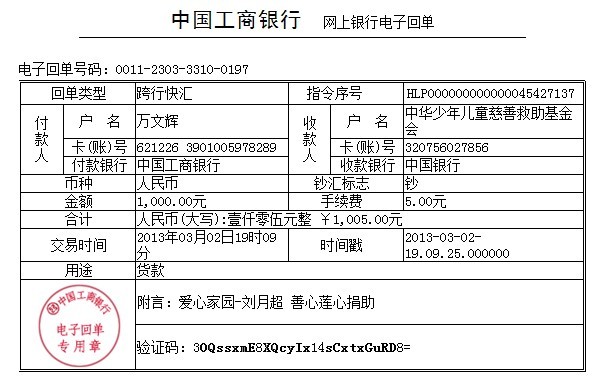 中国工商银行 网上银行电子回单
电子回单号码：0011-2303-3310-0197
回单类型 跨行快汇 指令序号 HLP000000000000045427137
付款人 户 名 万文辉 收款人 户 名 中华少年儿童慈善救助基金会
卡(账)号 621226 3901005978289 卡(账)号 320756027856
付款银行 中国工商银行 收款银行 中国银行
币种 人民币 钞汇标志 钞
金额 1,000.00元 手续费 5.00元
合计 人民币(大写):壹仟零伍元整 ￥1,005.00元
交易时间 2013年03月02日19时09分 时间戳 2013-03-02-19.09.25.000000
用途 货款
中国工商银行
电子回单
专用章
附言：爱心家园-刘月超 善心莲心捐助
验证码：3OQssxmE8XQcyIx14sCxtxGuRD8=